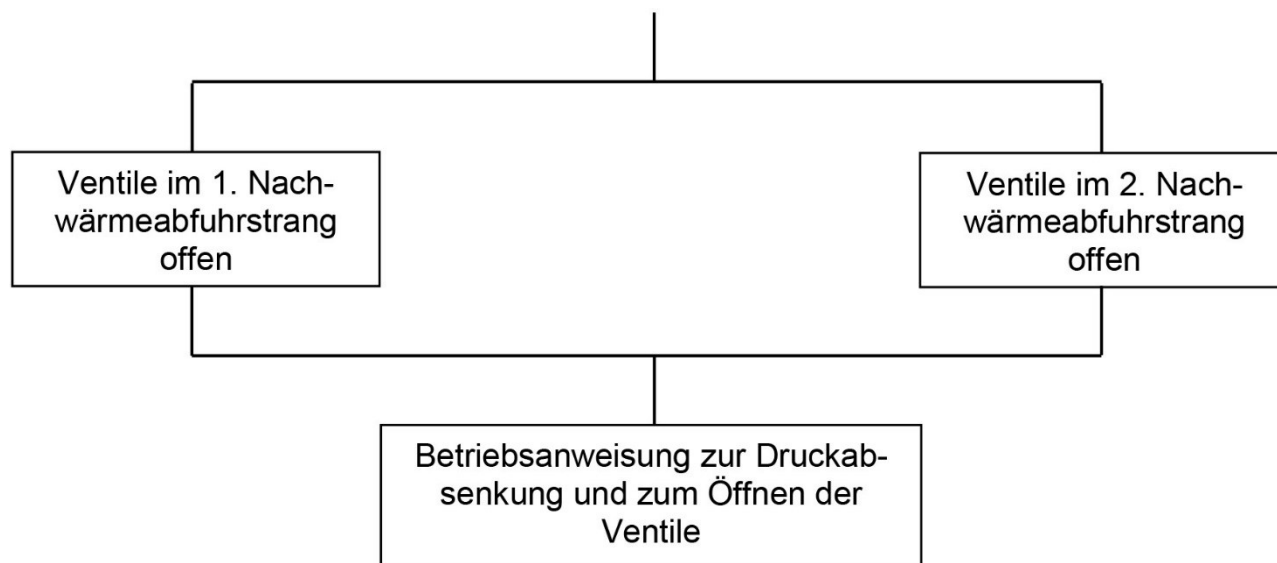 Ventile im 1. Nach-
wärmeabfuhrstrang
offen
Ventile im 2. Nach-
wärmeabfuhrstrang
offen
Betriebsanweisung zur Druckab-
senkung und zum Öffnen der
Ventile